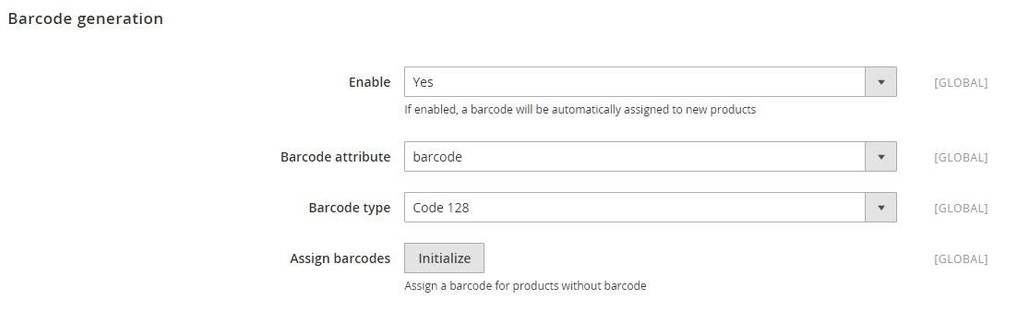 Barcode generation
Enable Yes [GLOBAL]
If enabled, a barcode will be automatically assigned to new products
Barcode attribute barcode [GLOBAL]
Barcode type Code 128 [GLOBAL]
Assign barcodes Initialize [GLOBAL]
Assign a barcode for products without barcode